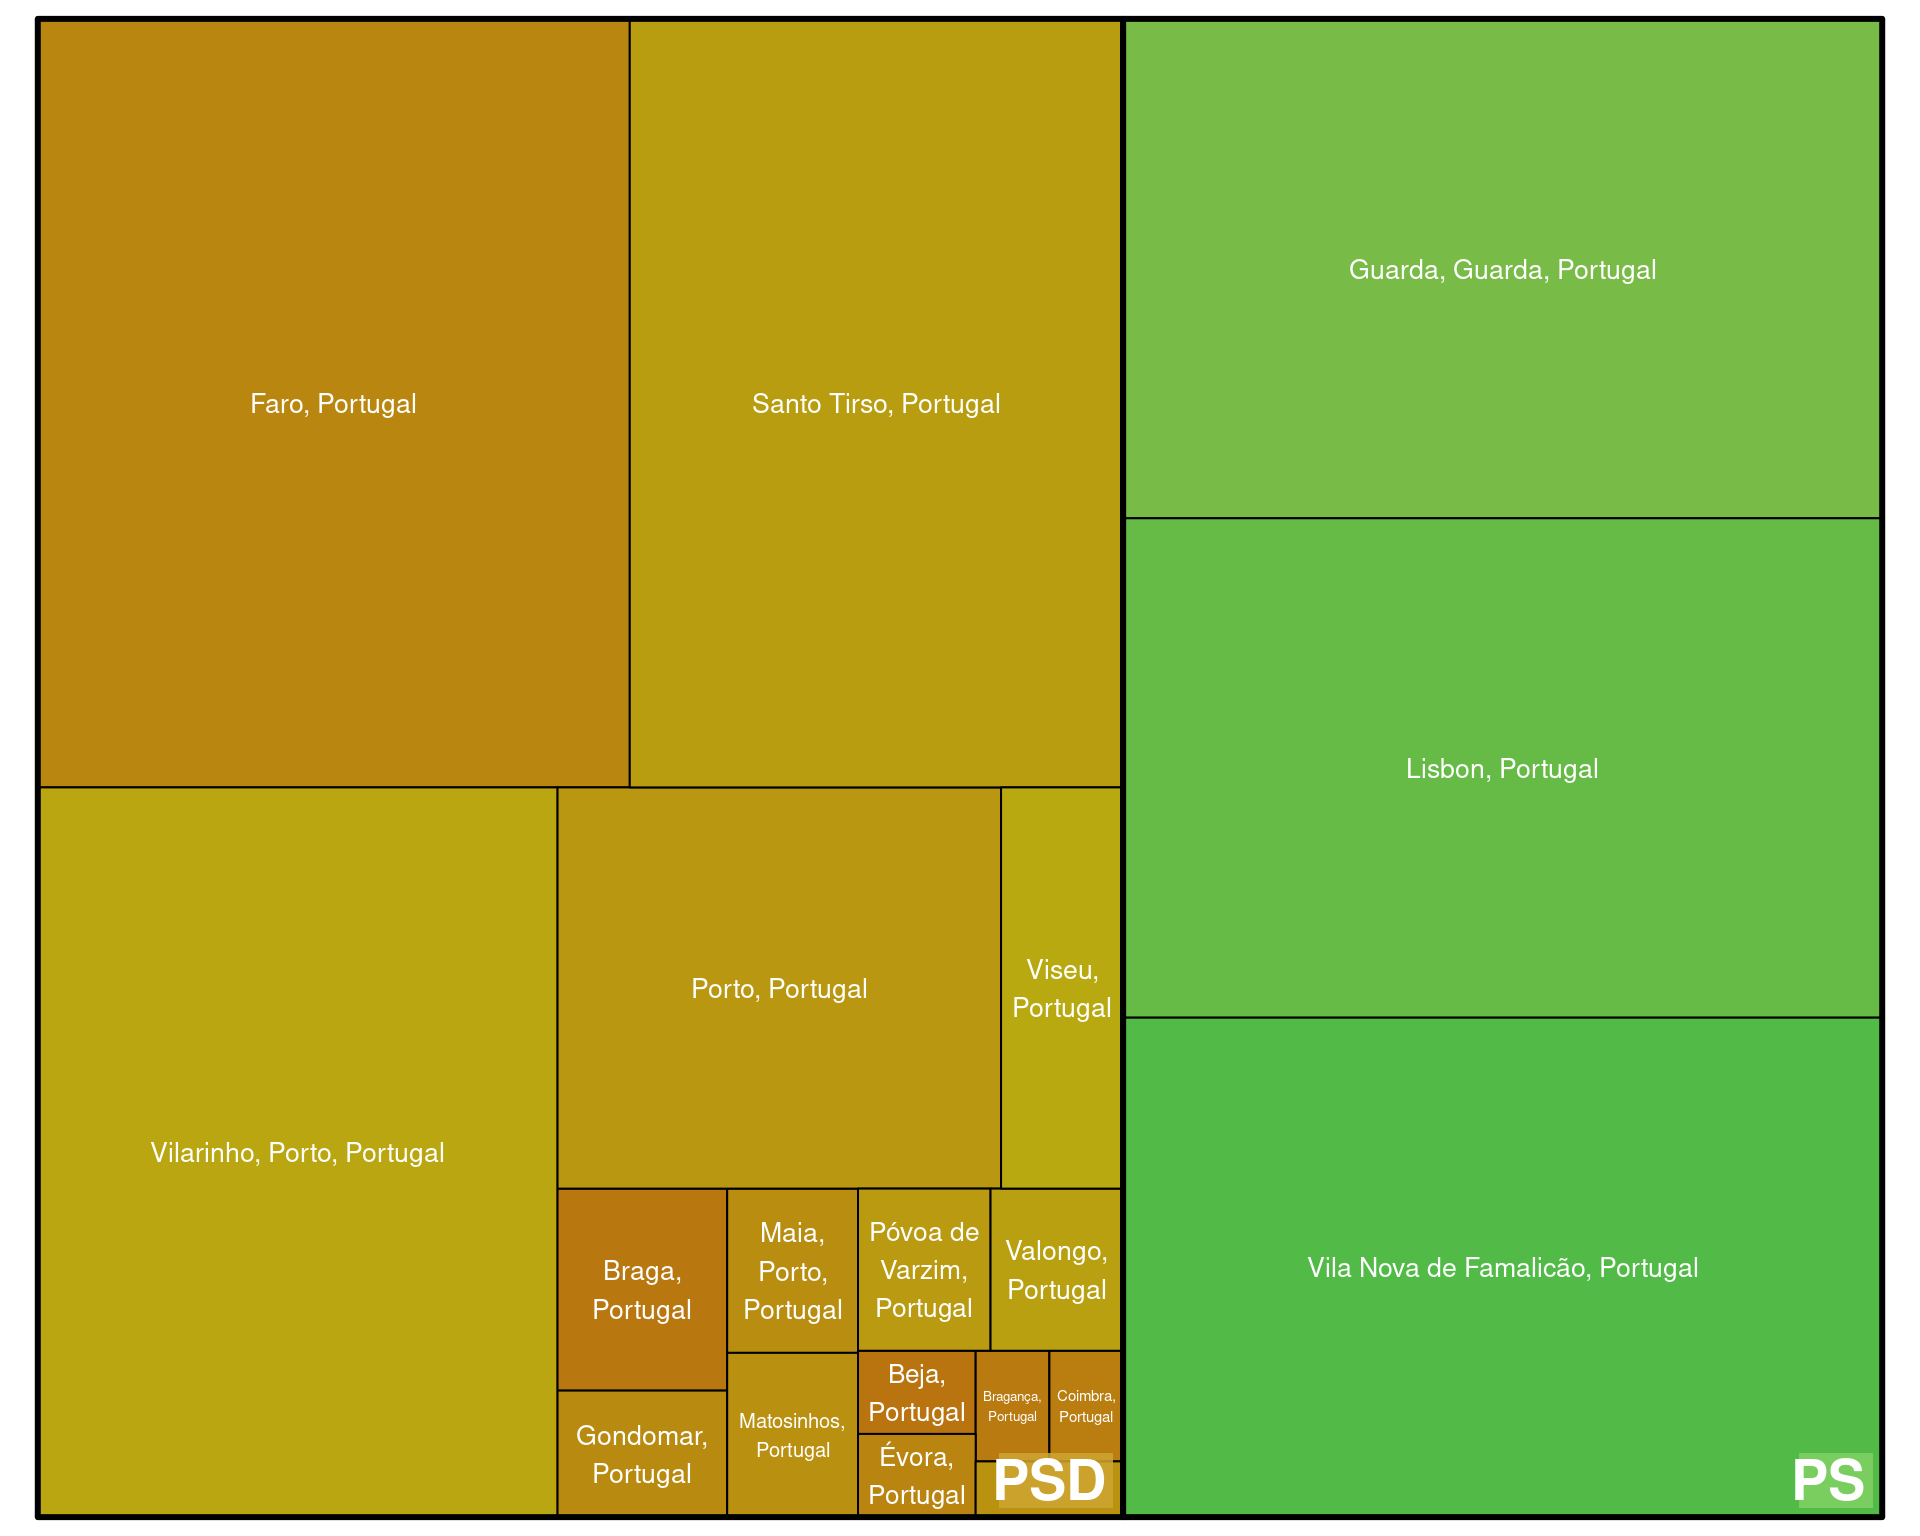 Faro, Portugal
Santo Tirso, Portugal
Guarda, Guarda, Portugal
Lisbon, Portugal
Vilarinho, Porto, Portugal
Porto, Portugal
Viseu,
Portugal
Braga,
Portugal
Maia,
Porto,
Portugal
Póvoa de
Varzim,
Portugal
Valongo,
Portugal
Vila Nova de Famalicão, Portugal
Gondomar,
Portugal
Matosinhos,
Portugal
Beja,
Portugal
Bragança,
Portugal
Coimbra,
Portugal
Évora,
Portugal
PSD
PS